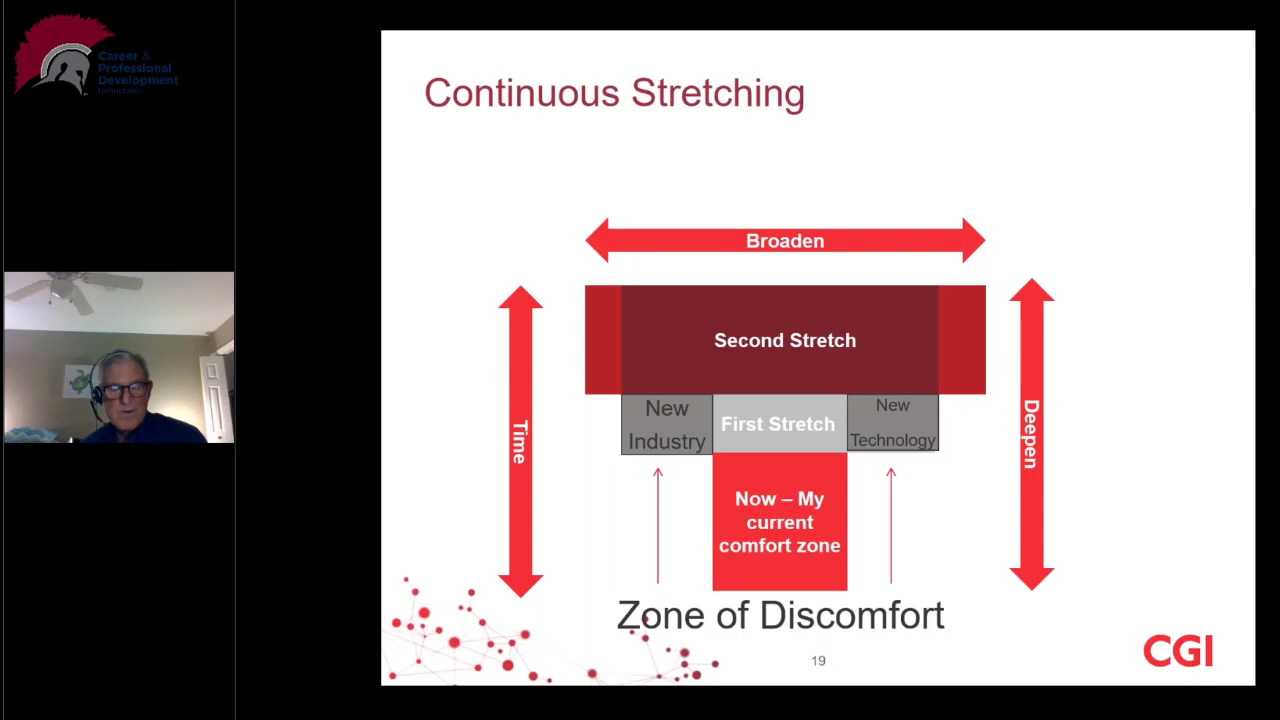 Career &
Professional
Development
Continuous Stretching
Broaden
Second Stretch
New
Industry
First Stretch
New
Technology
Time
Deepen
Now – My
current
comfort zone
Zone of Discomfort
19
CGI